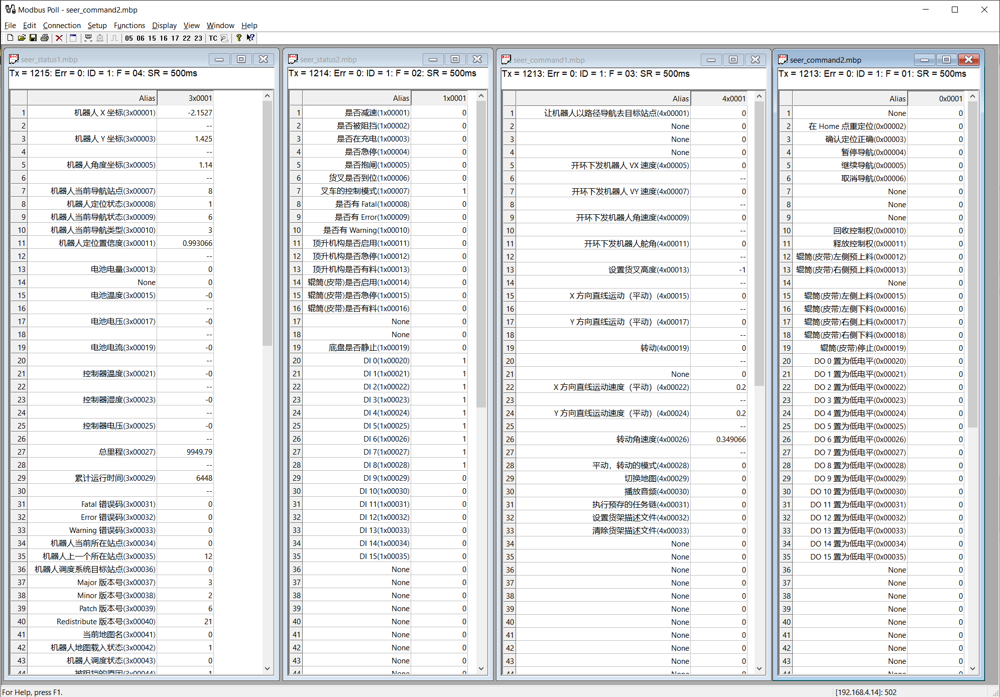 Modbus Poll - seer_command2.mbp
File Edit Connection Setup Functions Display View Window Help
05 06 15 16 17 22 23 TC
seer_status1.mbp
Tx = 1215: Err = 0: ID = 1: F = 04: SR = 500ms
Alias 3x0001
1 机器人 X 坐标(3x00001) -2.1527
2 --
3 机器人 Y 坐标(3x00003) 1.425
4 --
5 机器人角度坐标(3x00005) 1.14
6 --
7 机器人当前导航站点(3x00007) 8
8 机器人定位状态(3x00008) 1
9 机器人当前导航状态(3x00009) 6
10 机器人当前导航类型(3x00010) 3
11 机器人定位置信度(3x00011) 0.993066
12 --
13 电池电量(3x00013) 0
14 None 0
15 电池温度(3x00015) -0
16 --
17 电池电压(3x00017) -0
18 --
19 电池电流(3x00019) -0
20 --
21 控制器温度(3x00021) -0
22 --
23 控制器湿度(3x00023) -0
24 --
25 控制器电压(3x00025) -0
26 --
27 总里程(3x00027) 9949.79
28 --
29 累计运行时间(3x00029) 6448
30 --
31 Fatal 错误码(3x00031) 0
32 Error 错误码(3x00032) 0
33 Warning 错误码(3x00033) 0
34 机器人当前所在站点(3x00034) 0
35 机器人上一个所在站点(3x00035) 12
36 机器人调度系统目标站点(3x00036) 0
37 Major 版本号(3x00037) 3
38 Minor 版本号(3x00038) 2
39 Patch 版本号(3x00039) 6
40 Redistribute 版本号(3x00040) 21
41 当前地图名(3x00041) 0
42 机器人地图载入状态(3x00042) 1
43 机器人调度状态(3x00043) 0
44 被阻挡的原因(3x00044) 1
seer_status2.mbp
Tx = 1214: Err = 0: ID = 1: F = 02: SR = 500ms
Alias 1x0001
1 是否减速(1x00001) 0
2 是否被阻挡(1x00002) 0
3 是否在充电(1x00003) 0
4 是否急停(1x00004) 0
5 是否抱闸(1x00005) 0
6 货叉是否到位(1x00006) 0
7 叉车的控制模式(1x00007) 1
8 是否有 Fatal(1x00008) 0
9 是否有 Error(1x00009) 0
10 是否有 Warning(1x00010) 0
11 顶升机构是否启用(1x00011) 0
12 顶升机构是否急停(1x00012) 0
13 顶升机构是否有料(1x00013) 0
14 辊筒(皮带)是否启用(1x00014) 0
15 辊筒(皮带)是否急停(1x00015) 0
16 辊筒(皮带)是否有料(1x00016) 0
17 None 0
18 None 0
19 底盘是否静止(1x00019) 0
20 DI 0(1x00020) 1
21 DI 1(1x00021) 1
22 DI 2(1x00022) 1
23 DI 3(1x00023) 1
24 DI 4(1x00024) 1
25 DI 5(1x00025) 1
26 DI 6(1x00026) 1
27 DI 7(1x00027) 1
28 DI 8(1x00028) 1
29 DI 9(1x00029) 0
30 DI 10(1x00030) 0
31 DI 11(1x00031) 0
32 DI 12(1x00032) 0
33 DI 13(1x00033) 0
34 DI 14(1x00034) 0
35 DI 15(1x00035) 0
36 None 0
37 None 0
38 None 0
39 None 0
40 None 0
41 None 0
42 None 0
43 None 0
44 None 0
seer_command1.mbp
Tx = 1213: Err = 0: ID = 1: F = 03: SR = 500ms
Alias 4x0001
1 让机器人以路径导航去目标站点(4x00001) 0
2 None 0
3 None 0
4 None 0
5 开环下发机器人 VX 速度(4x00005) 0
6 --
7 开环下发机器人 VY 速度(4x00007) 0
8 --
9 开环下发机器人角速度(4x00009) 0
10 --
11 开环下发机器人舵角(4x00011) 0
12 --
13 设置货叉高度(4x00013) -1
14 --
15 X 方向直线运动（平动）(4x00015) 0
16 --
17 Y 方向直线运动（平动）(4x00017) 0
18 --
19 转动(4x00019) 0
20 --
21 None 0
22 X 方向直线运动速度（平动）(4x00022) 0.2
23 --
24 Y 方向直线运动速度（平动）(4x00024) 0.2
25 --
26 转动角速度(4x00026) 0.349066
27 --
28 平动，转动的模式(4x00028) 0
29 切换地图(4x00029) 0
30 播放音频(4x00030) 0
31 执行预存的任务链(4x00031) 0
32 设置货架描述文件(4x00032) 0
33 清除货架描述文件(4x00033) 0
34 None 0
35 None 0
36 None 0
37 None 0
38 None 0
39 None 0
40 None 0
41 None 0
42 None 0
43 None 0
44 None 0
seer_command2.mbp
Tx = 1213: Err = 0: ID = 1: F = 01: SR = 500ms
Alias 0x0001
1 None 0
2 在 Home 点重定位(0x00002) 0
3 确认定位正确(0x00003) 0
4 暂停导航(0x00004) 0
5 继续导航(0x00005) 0
6 取消导航(0x00006) 0
7 None 0
8 None 0
9 None 0
10 回收控制权(0x00010) 0
11 释放控制权(0x00011) 0
12 辊筒(皮带)左侧预上料(0x00012) 0
13 辊筒(皮带)右侧预上料(0x00013) 0
14 None 0
15 辊筒(皮带)左侧上料(0x00015) 0
16 辊筒(皮带)左侧下料(0x00016) 0
17 辊筒(皮带)右侧上料(0x00017) 0
18 辊筒(皮带)右侧下料(0x00018) 0
19 辊筒(皮带)停止(0x00019) 0
20 DO 0 置为低电平(0x00020) 0
21 DO 1 置为低电平(0x00021) 0
22 DO 2 置为低电平(0x00022) 0
23 DO 3 置为低电平(0x00023) 0
24 DO 4 置为低电平(0x00024) 0
25 DO 5 置为低电平(0x00025) 0
26 DO 6 置为低电平(0x00026) 0
27 DO 7 置为低电平(0x00027) 0
28 DO 8 置为低电平(0x00028) 0
29 DO 9 置为低电平(0x00029) 0
30 DO 10 置为低电平(0x00030) 0
31 DO 11 置为低电平(0x00031) 0
32 DO 12 置为低电平(0x00032) 0
33 DO 13 置为低电平(0x00033) 0
34 DO 14 置为低电平(0x00034) 0
35 DO 15 置为低电平(0x00035) 0
36 None 0
37 None 0
38 None 0
39 None 0
40 None 0
41 None 0
42 None 0
43 None 0
44 None 0
For Help, press F1.
[192.168.4.14]: 502